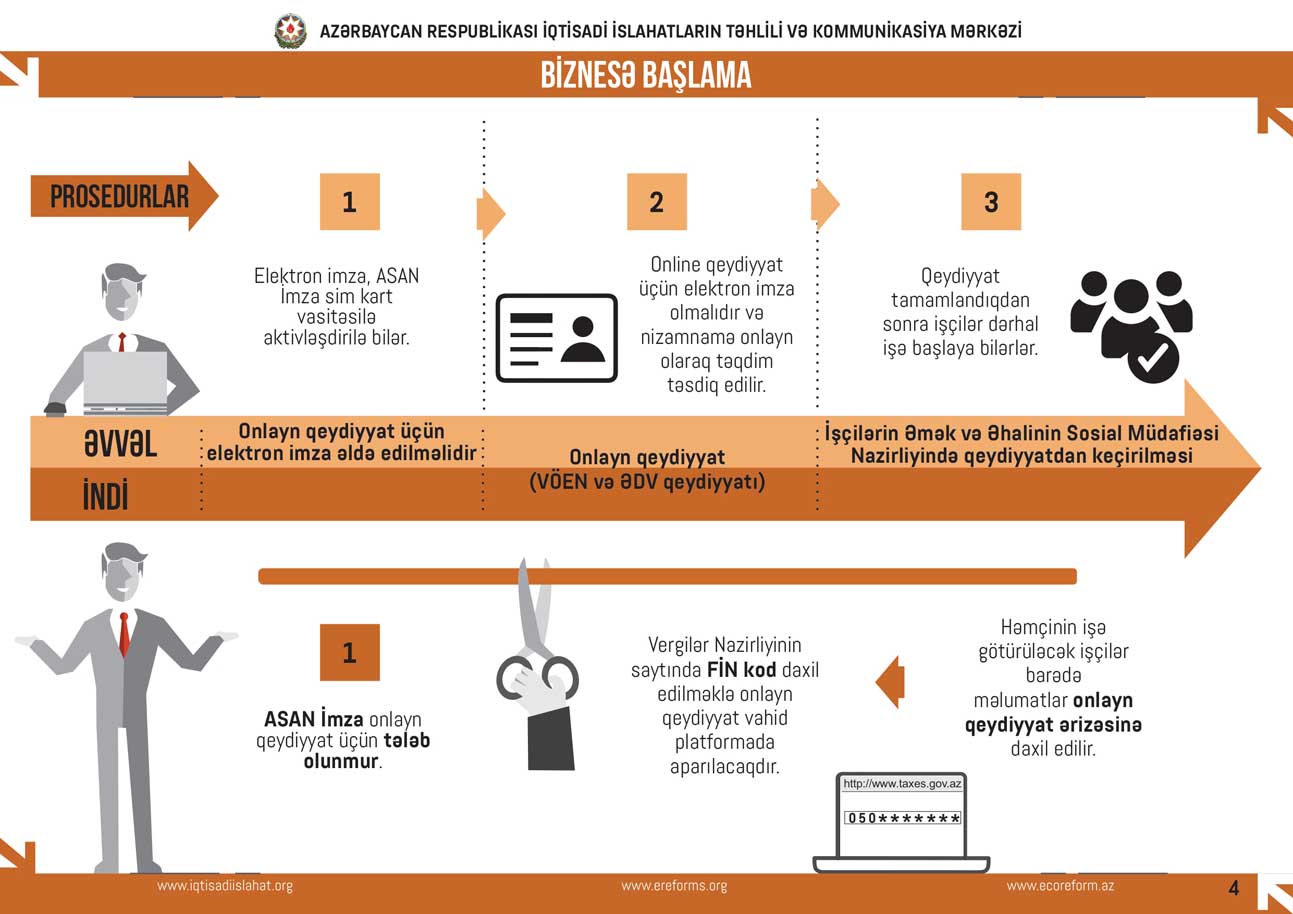 AZƏRBAYCAN RESPUBLİKASI İQTİSADİ İSLAHATLARIN TƏHLİLİ VƏ KOMMUNİKASİYA MƏRKƏZİ
BİZNESƏ BAŞLAMA
PROSEDURLAR
1
2
3
Elektron imza, ASAN
İmza sim kart
vasitəsilə
aktivləşdirilə bilər.
Online qeydiyyat
üçün elektron imza
olmalıdır və
nizamnamə onlayn
olaraq təqdim
təsdiq edilir.
Qeydiyyat
tamamlandıqdan
sonra işçilər dərhal
işə başlaya bilərlər.
ƏVVƏL
Onlayn qeydiyyat üçün
elektron imza əldə edilməlidir
Onlayn qeydiyyat
(VÖEN və ƏDV qeydiyyatı)
İşçilərin Əmək və Əhalinin Sosial Müdafiəsi
Nazirliyində qeydiyyatdan keçirilməsi
İNDİ
1
ASAN İmza onlayn
qeydiyyat üçün tələb
olunmur.
Vergilər Nazirliyinin
saytında FİN kod daxil
edilməklə onlayn
qeydiyyat vahid
platformada
aparılacaqdır.
Həmçinin işə
götürüləcək işçilər
barədə
məlumatlar onlayn
qeydiyyat ərizəsinə
daxil edilir.
http://www.taxes.gov.az
050*******
www.iqtisadiislahat.org
www.ereforms.org
www.ecoreform.az
4